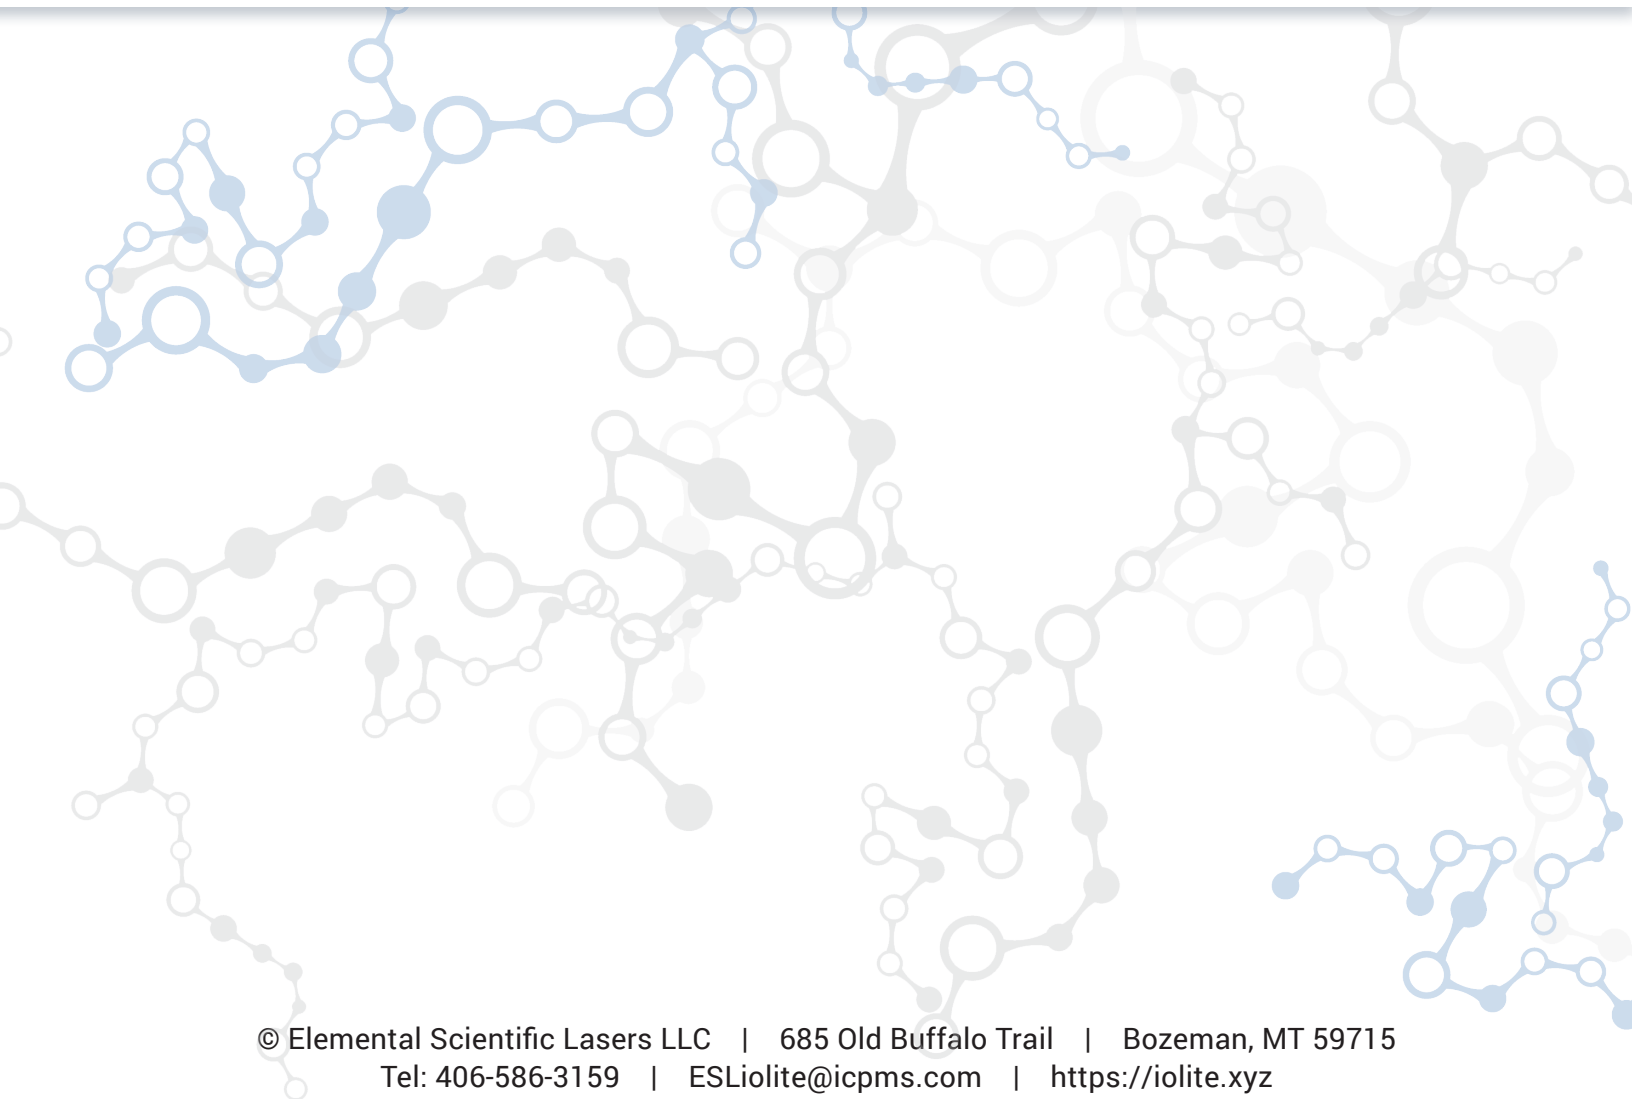 © Elemental Scientific Lasers LLC | 685 Old Buffalo Trail | Bozeman, MT 59715
Tel: 406-586-3159 | ESLiolite@icpms.com | https://iolite.xyz